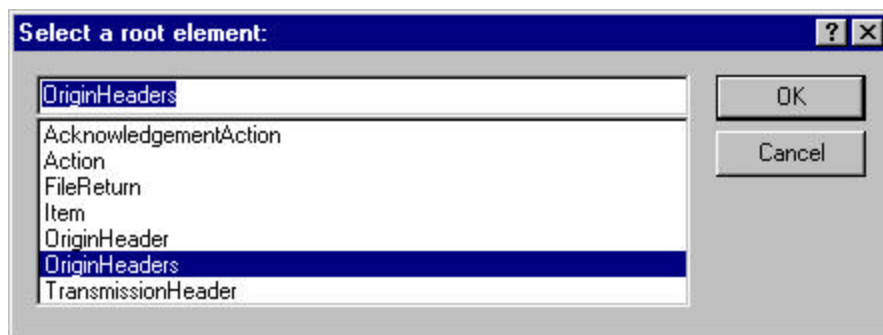 Select a root element:
? X
OriginHeaders
OK
AcknowledgementAction
Action
Cancel
FileReturn
Item
OriginHeader
OriginHeaders
TransmissionHeader